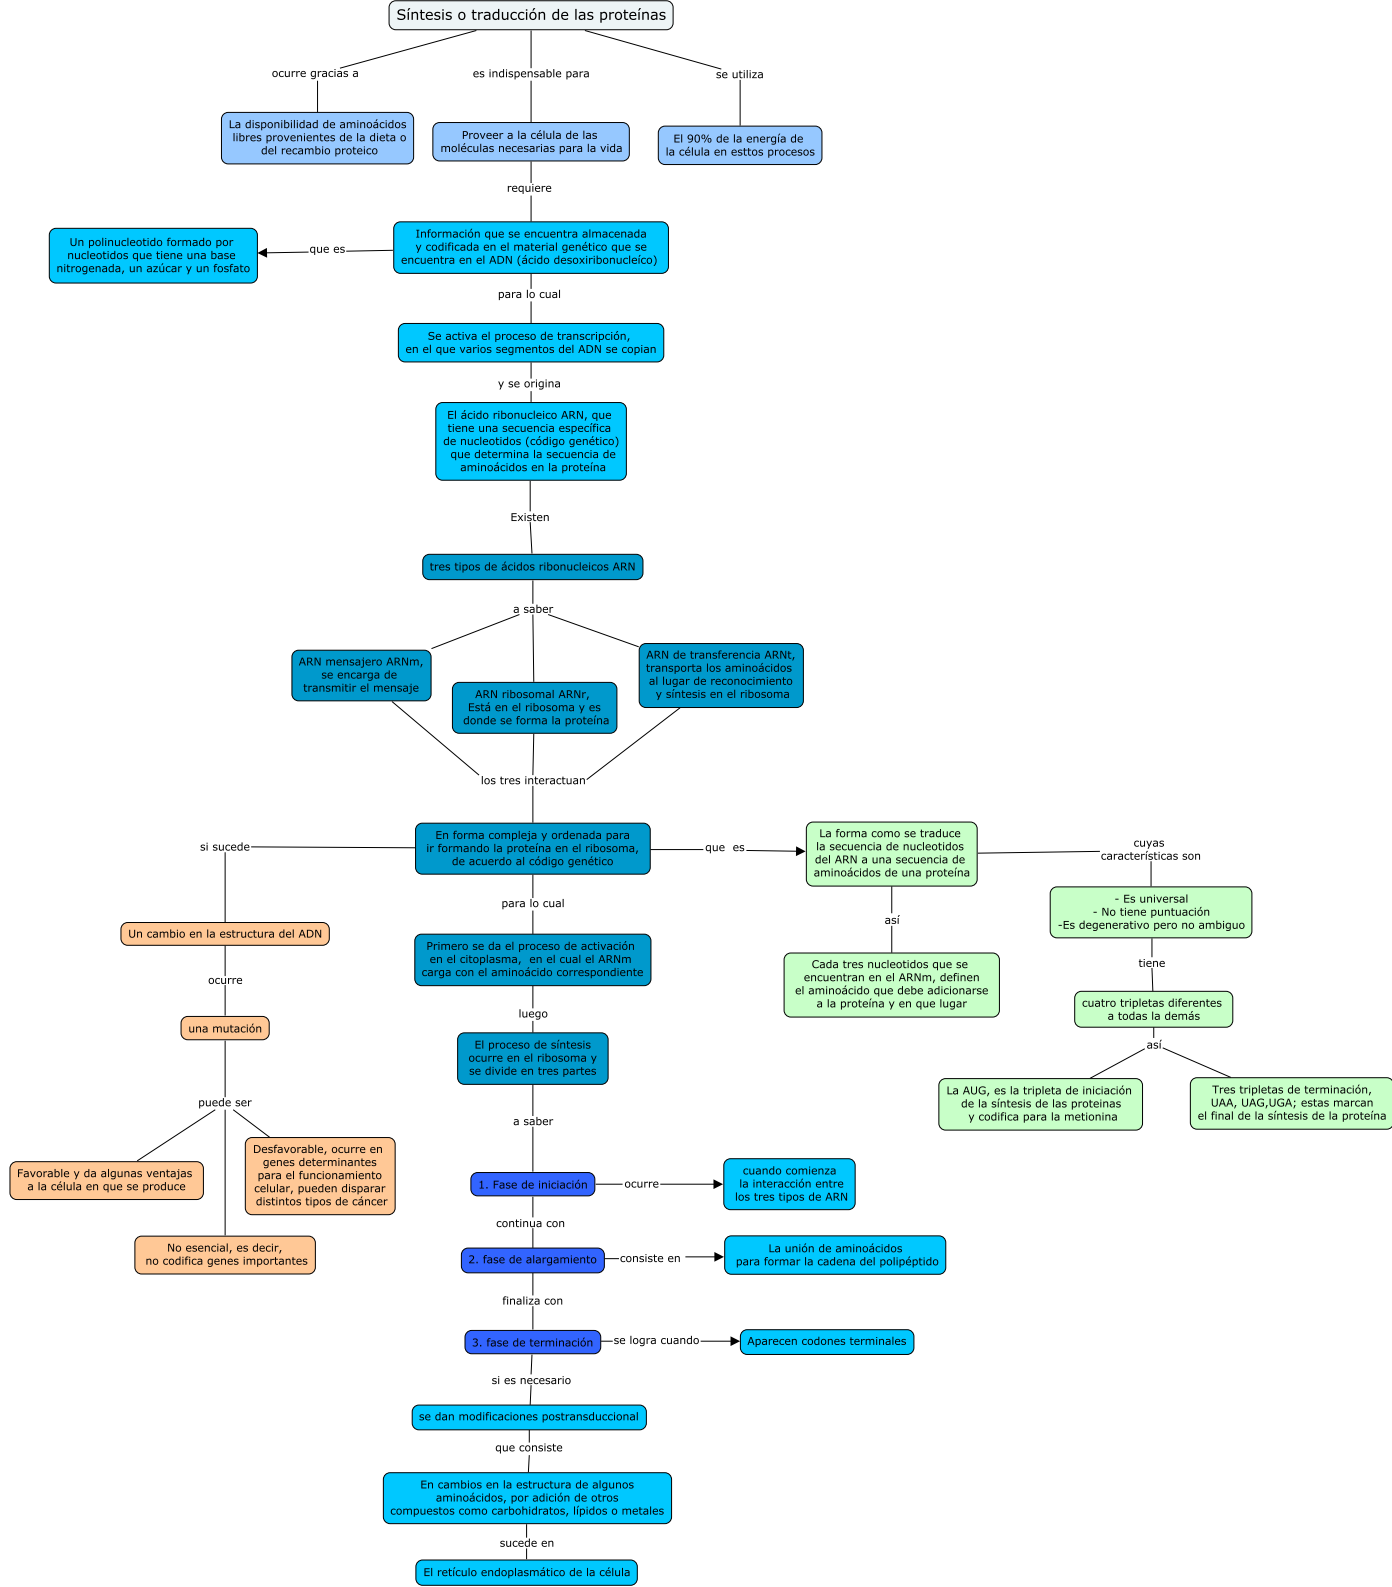 Síntesis o traducción de las proteínas
ocurre gracias a
es indispensable para
se utiliza
La disponibilidad de aminoácidos
libres provenientes de la dieta o
del recambio proteico
Proveer a la célula de las
moléculas necesarias para la vida
El 90% de la energía de
la célula en esttos procesos
requiere
Un polinucleotido formado por
nucleotidos que tiene una base
nitrogenada, un azúcar y un fosfato
que es
Información que se encuentra almacenada
y codificada en el material genético que se
encuentra en el ADN (ácido desoxiribonucleíco)
para lo cual
Se activa el proceso de transcripción,
en el que varios segmentos del ADN se copian
y se origina
El ácido ribonucleico ARN, que
tiene una secuencia específica
de nucleotidos (código genético)
que determina la secuencia de
aminoácidos en la proteína
Existen
tres tipos de ácidos ribonucleicos ARN
a saber
ARN mensajero ARNm,
se encarga de
transmitir el mensaje
ARN ribosomal ARNr,
Está en el ribosoma y es
donde se forma la proteína
ARN de transferencia ARNt,
transporta los aminoácidos
al lugar de reconocimiento
y síntesis en el ribosoma
los tres interactuan
si sucede
En forma compleja y ordenada para
ir formando la proteína en el ribosoma,
de acuerdo al código genético
que es
La forma como se traduce
la secuencia de nucleotidos
del ARN a una secuencia de
aminoácidos de una proteína
cuyas
características son
- Es universal
- No tiene puntuación
-Es degenerativo pero no ambiguo
para lo cual
así
Un cambio en la estructura del ADN
Primero se da el proceso de activación
en el citoplasma, en el cual el ARNm
carga con el aminoácido correspondiente
Cada tres nucleotidos que se
encuentran en el ARNm, definen
el aminoácido que debe adicionarse
a la proteína y en que lugar
tiene
ocurre
cuatro tripletas diferentes
a todas la demás
luego
una mutación
El proceso de síntesis
ocurre en el ribosoma y
se divide en tres partes
así
La AUG, es la tripleta de iniciación
de la síntesis de las proteinas
y codifica para la metionina
Tres tripletas de terminación,
UAA, UAG,UGA; estas marcan
el final de la síntesis de la proteína
puede ser
a saber
Favorable y da algunas ventajas
a la célula en que se produce
Desfavorable, ocurre en
genes determinantes
para el funcionamiento
celular, pueden disparar
distintos tipos de cáncer
No esencial, es decir,
no codifica genes importantes
1. Fase de iniciación
ocurre
cuando comienza
la interacción entre
los tres tipos de ARN
continua con
2. fase de alargamiento
consiste en
La unión de aminoácidos
para formar la cadena del polipéptido
finaliza con
3. fase de terminación
se logra cuando
Aparecen codones terminales
si es necesario
se dan modificaciones postransduccional
que consiste
En cambios en la estructura de algunos
aminoácidos, por adición de otros
compuestos como carbohidratos, lípidos o metales
sucede en
El retículo endoplasmático de la célula